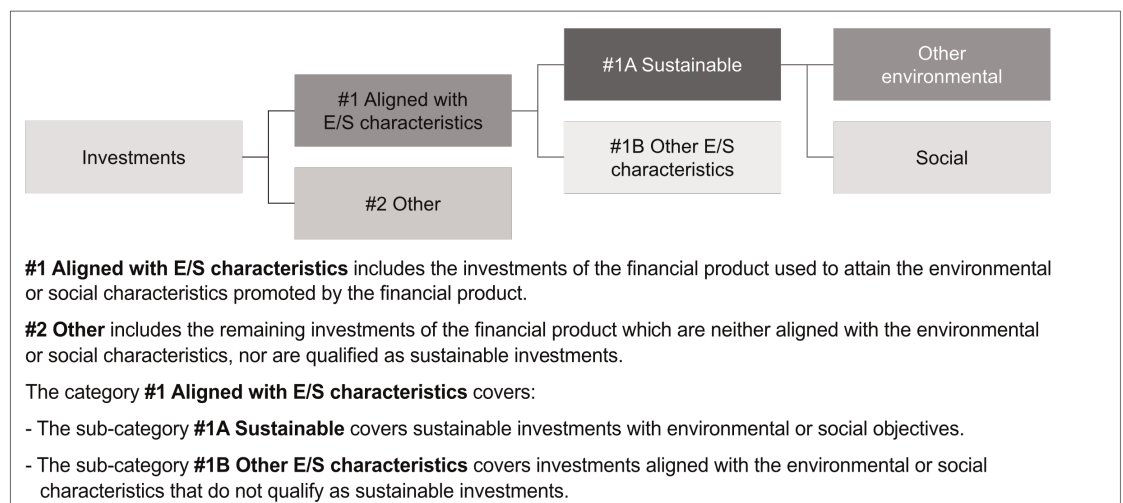 Investments
#1 Aligned with
E/S characteristics
#2 Other
#1A Sustainable
#1B Other E/S
characteristics
Other
environmental
Social
#1 Aligned with E/S characteristics includes the investments of the financial product used to attain the environmental
or social characteristics promoted by the financial product.
#2 Other includes the remaining investments of the financial product which are neither aligned with the environmental
or social characteristics, nor are qualified as sustainable investments.
The category #1 Aligned with E/S characteristics covers:
- The sub-category #1A Sustainable covers sustainable investments with environmental or social objectives.
- The sub-category #1B Other E/S characteristics covers investments aligned with the environmental or social
characteristics that do not qualify as sustainable investments.